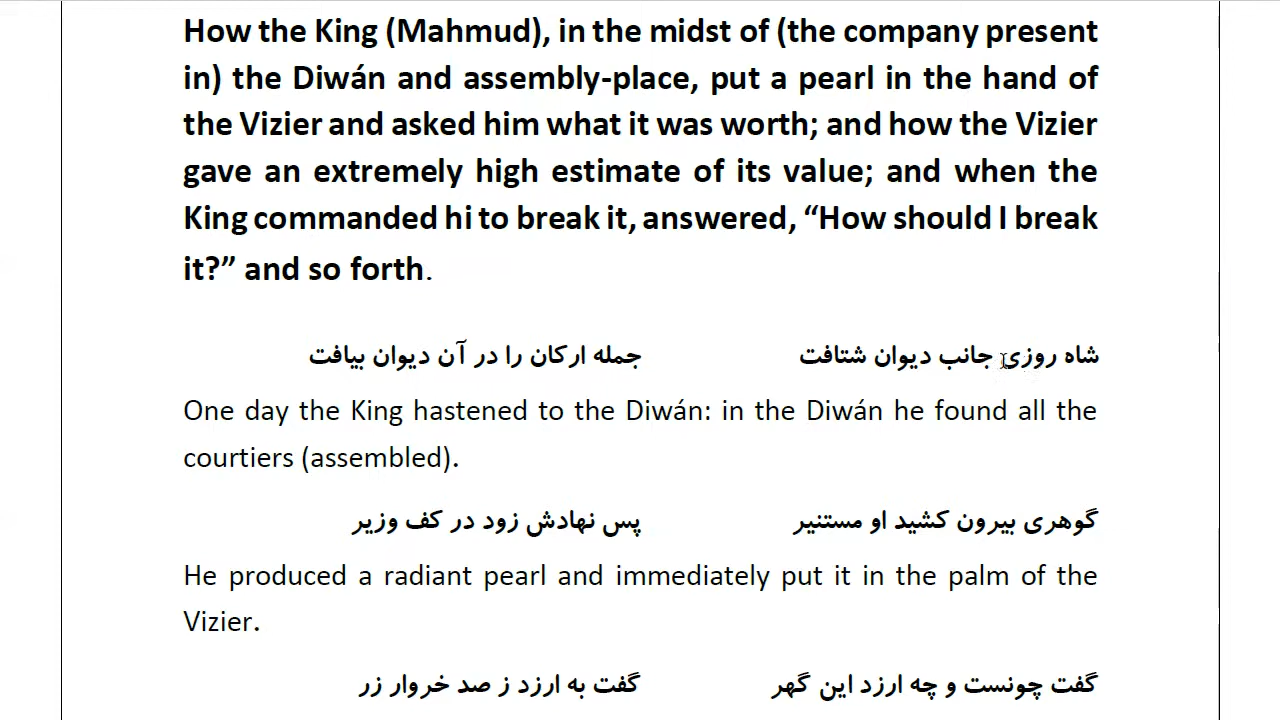 How the King (Mahmud), in the midst of (the company present
in) the Diwán and assembly-place, put a pearl in the hand of
the Vizier and asked him what it was worth; and how the Vizier
gave an extremely high estimate of its value; and when the
King commanded hi to break it, answered, “How should I break
it?” and so forth.
شاه روزی جانب دیوان شتافت جمله ارکان را در آن دیوان بیافت
One day the King hastened to the Diwán: in the Diwán he found all the
courtiers (assembled).
گوهری بیرون کشید او مستنیر پس نهادش زود در کف وزیر
He produced a radiant pearl and immediately put it in the palm of the
Vizier.
گفت چونست و چه ارزد این گهر گفت به ارزد ز صد خروار زر